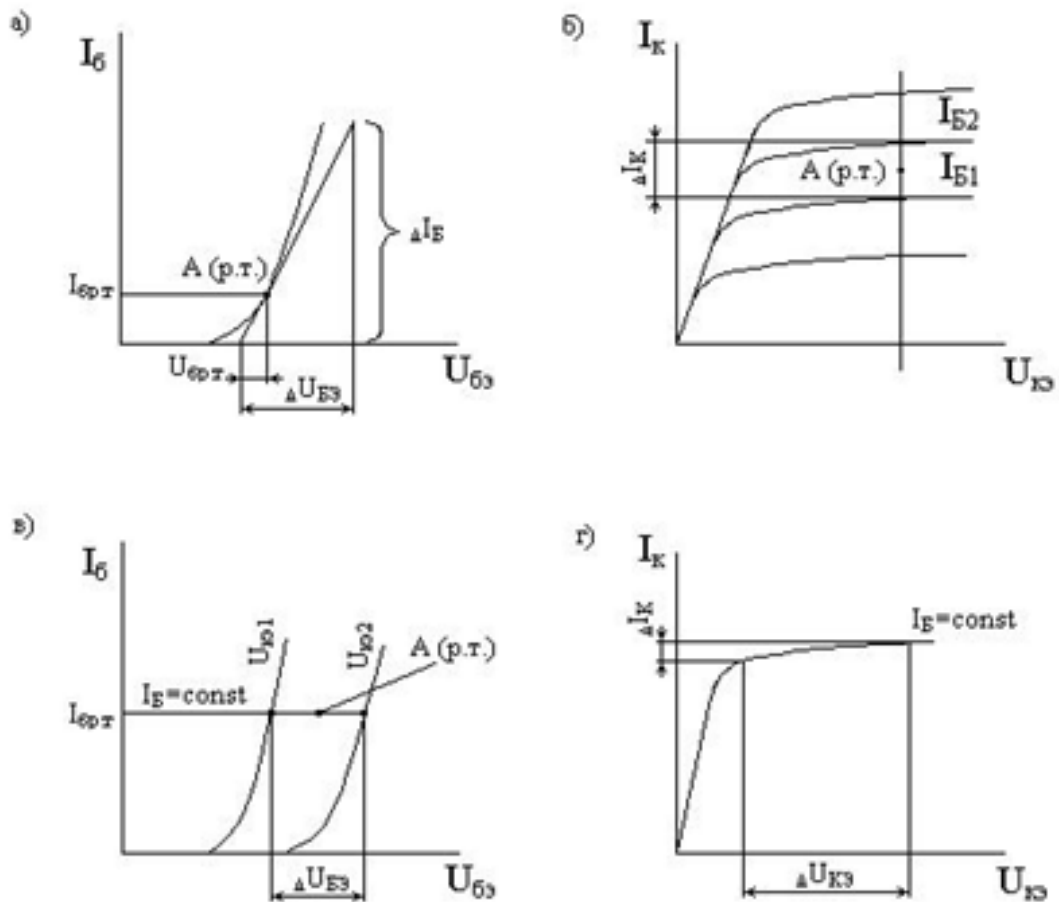 а)
Iб
A (р.т.)
Iбрт
Uбрт
ΔUБЭ
ΔIБ
Uбэ
б)
Iк
ΔIК
IБ2
IБ1
A (р.т.)
Uкэ
в)
Iб
Uкэ1
Uкэ2
A (р.т.)
IБ=const
Iбрт
ΔUБЭ
Uбэ
г)
Iк
ΔIК
IБ=const
ΔUКЭ
Uкэ